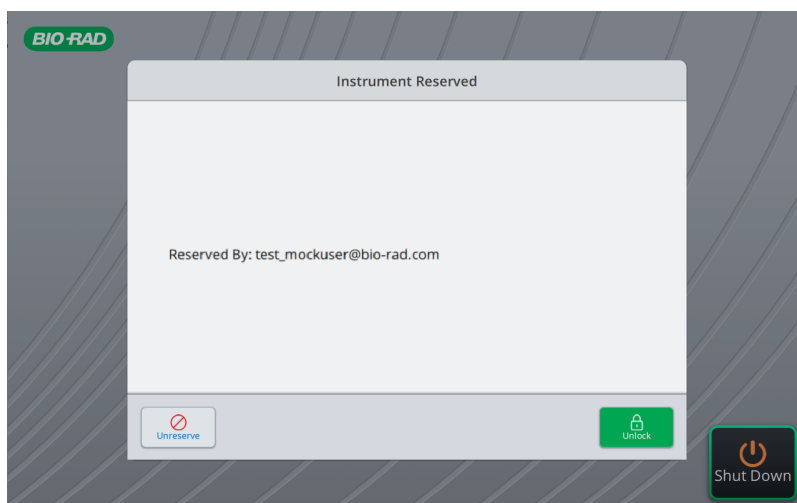 BIO-RAD
Instrument Reserved
Reserved By: test_mockuser@bio-rad.com
Unreserve
Unlock
Shut Down